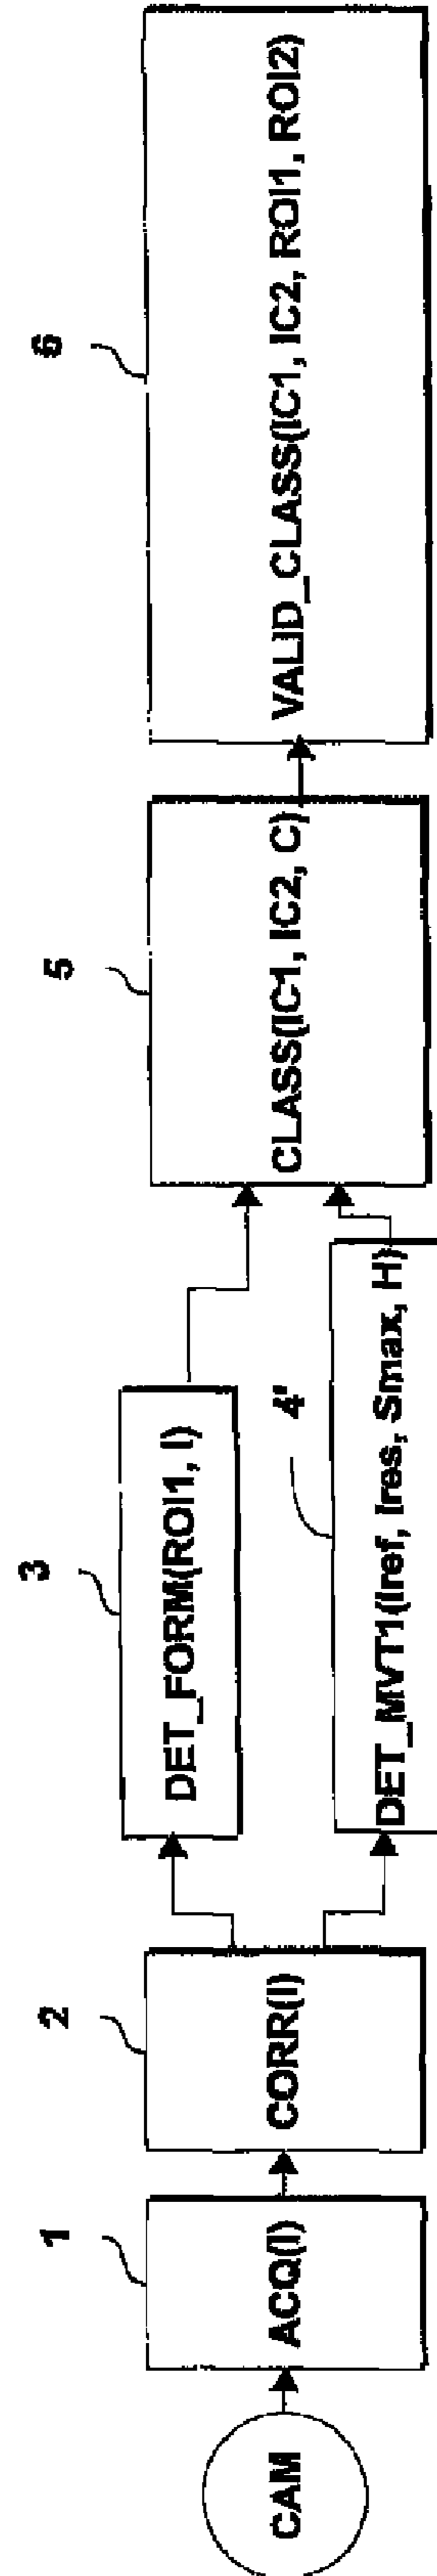 CAM
1
ACQ(I)
2
CORR(I)
3
DET_FORM(ROI1, I)
4'
DET_MVT1(Iref, Ires, Smax, H)
5
CLASS(IC1, IC2, C)
6
VALID_CLASS(IC1, IC2, ROI1, ROI2)